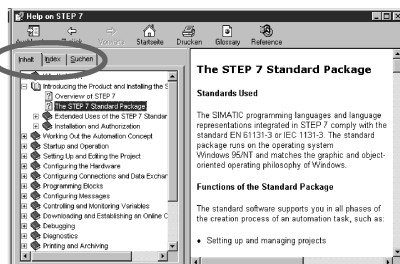 Help on STEP 7
Startseite Drucken Glossary Reference
Inhalt Index Suchen
Introducing the Product and Installing the S
Overview of STEP 7
The STEP 7 Standard Package
Extended Uses of the STEP 7 Standar
Installation and Authorization
Working Out the Automation Concept
Startup and Operation
Setting Up and Editing the Project
Configuring the Hardware
Configuring Connections and Data Exchan
Programming Blocks
Configuring Messages
Controlling and Monitoring Variables
Downloading and Establishing an Online C
Debugging
Diagnostics
Printing and Archiving
The STEP 7 Standard Package
Standards Used
The SIMATIC programming languages and language
representations integrated in STEP 7 comply with the
standard EN 61131-3 or IEC 1131-3. The standard
package runs on the operating system
Windows 95/NT and matches the graphic and object-
oriented operating philosophy of Windows.
Functions of the Standard Package
The standard software supports you in all phases of
the creation process of an automation task, such as:
• Setting up and managing projects